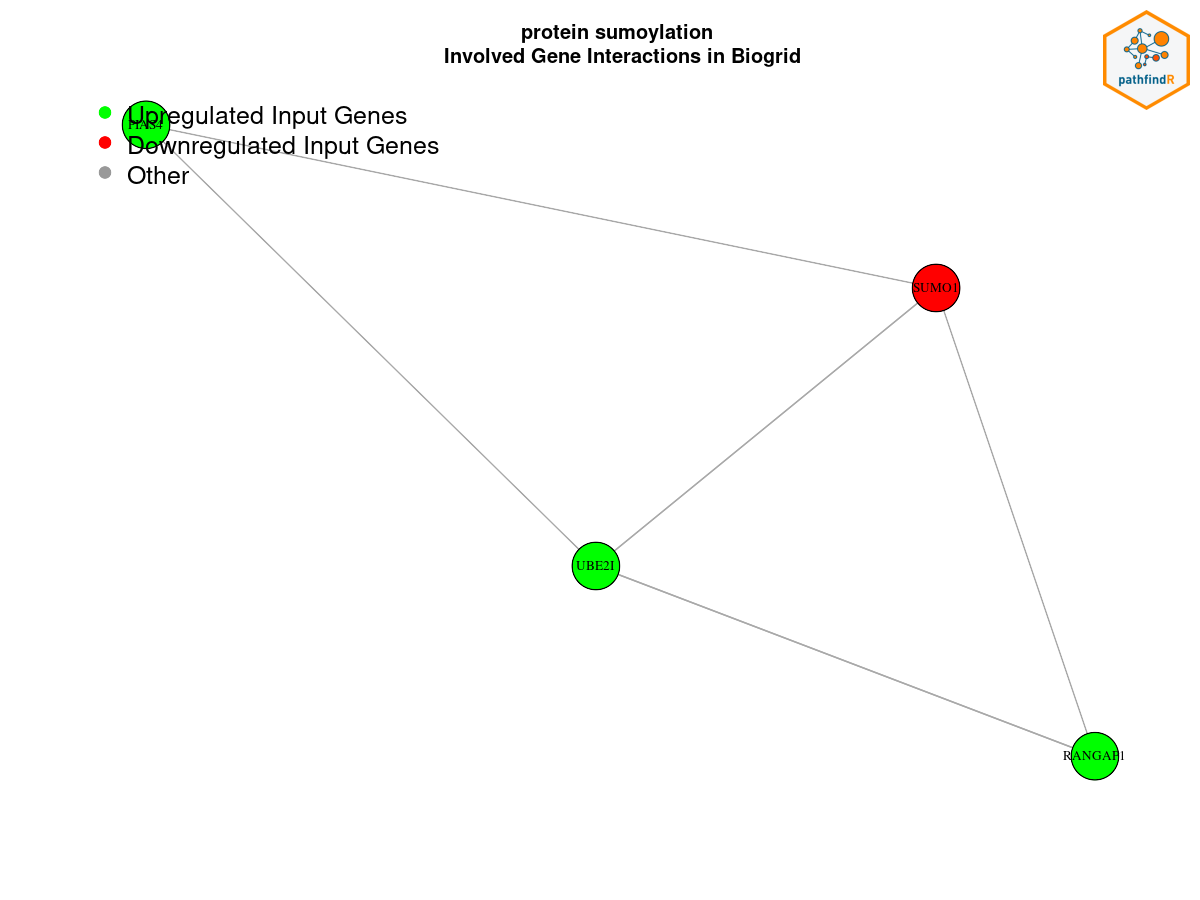 protein sumoylation
Involved Gene Interactions in Biogrid
pathfindR
Upregulated Input Genes
PIAS4
Downregulated Input Genes
Other
SUMO1
UBE2I
RANGAP1